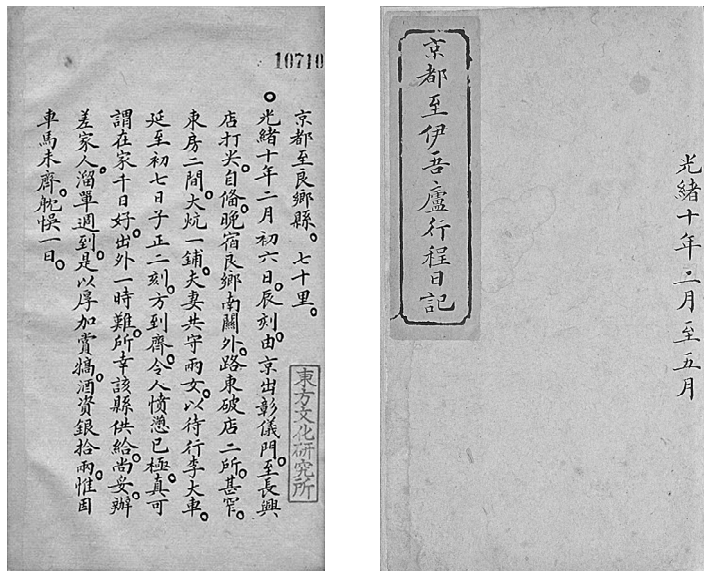 京都至伊吾廬行程日記
光緒十年二月至五月
10710
京都至良鄉縣。七十里。
光緒十年二月初六日。辰刻。由京出彰儀門。至長興
店打尖。自俻。晚宿良鄉南關外。路東破店二所。甚窄。
東房二間。大炕一鋪。夫妻共守兩女。以待行李大車。
延至初七日子正二刻。方到齊。令人憤懣已極。真可
謂在家千日好。出外一時難。所幸該縣供給尚妥。辦
差家人溜單週到。是以厚加賞犒。酒資銀拾兩。惟因
車馬未齊。躭悞一日。
東方文化研究所